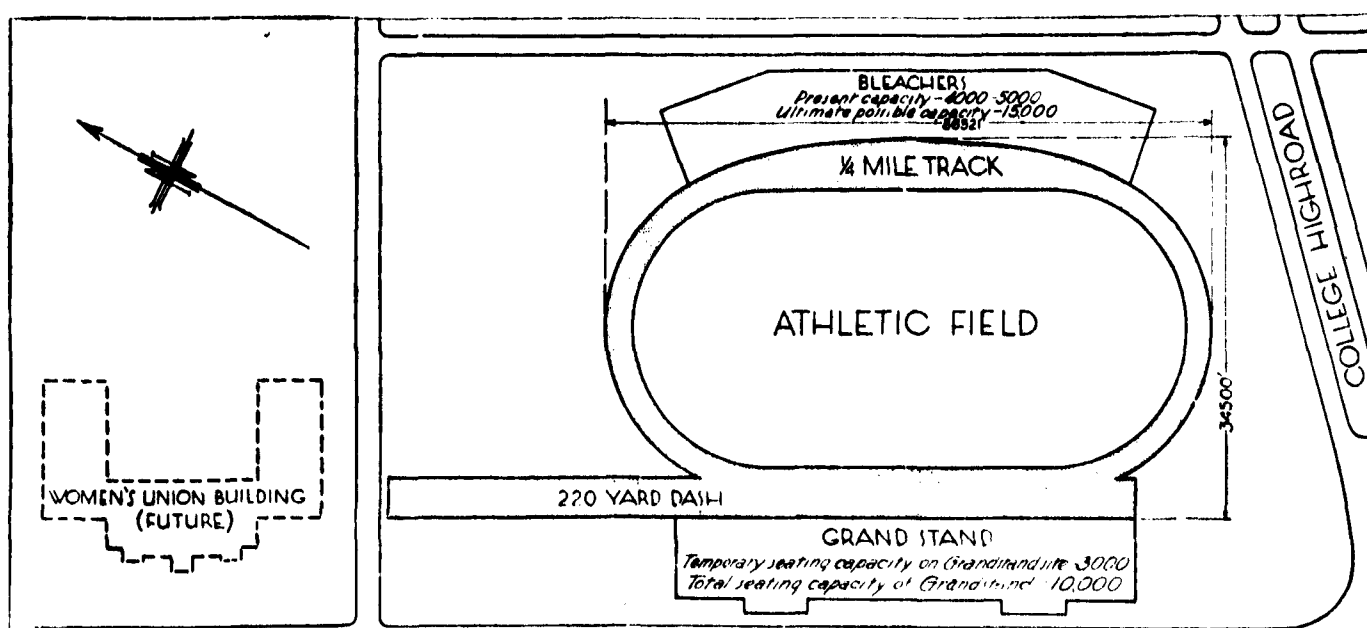 BLEACHERS
Present capacity - 4000-5000
Ultimate possible capacity - 15,000
¼ MILE TRACK
COLLEGE HIGHROAD
ATHLETIC FIELD
345.00'
WOMEN'S UNION BUILDING
(FUTURE)
220 YARD DASH
GRAND STAND
Temporary seating capacity on Grandstand site - 3000
Total seating capacity of Grandstand - 10,000